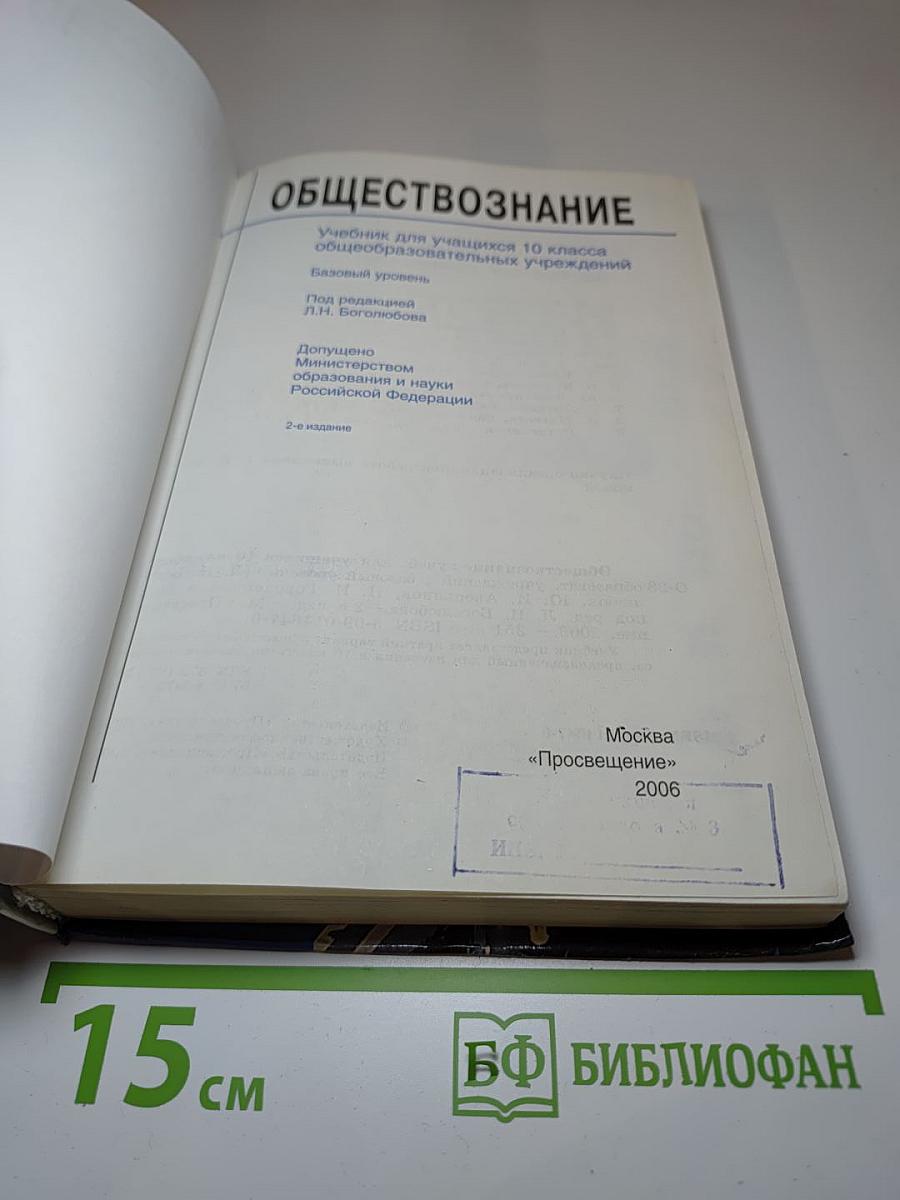 ОБЩЕСТВОЗНАНИЕ
Учебник для учащихся 10 класса
общеобразовательных учреждений
Базовый уровень
Под редакцией
Л.Н. Боголюбова
Допущено
Министерством
образования и науки
Российской Федерации
2-е издание
Москва
«Просвещение»
2006
15 см
БФ БИБЛИОФАН